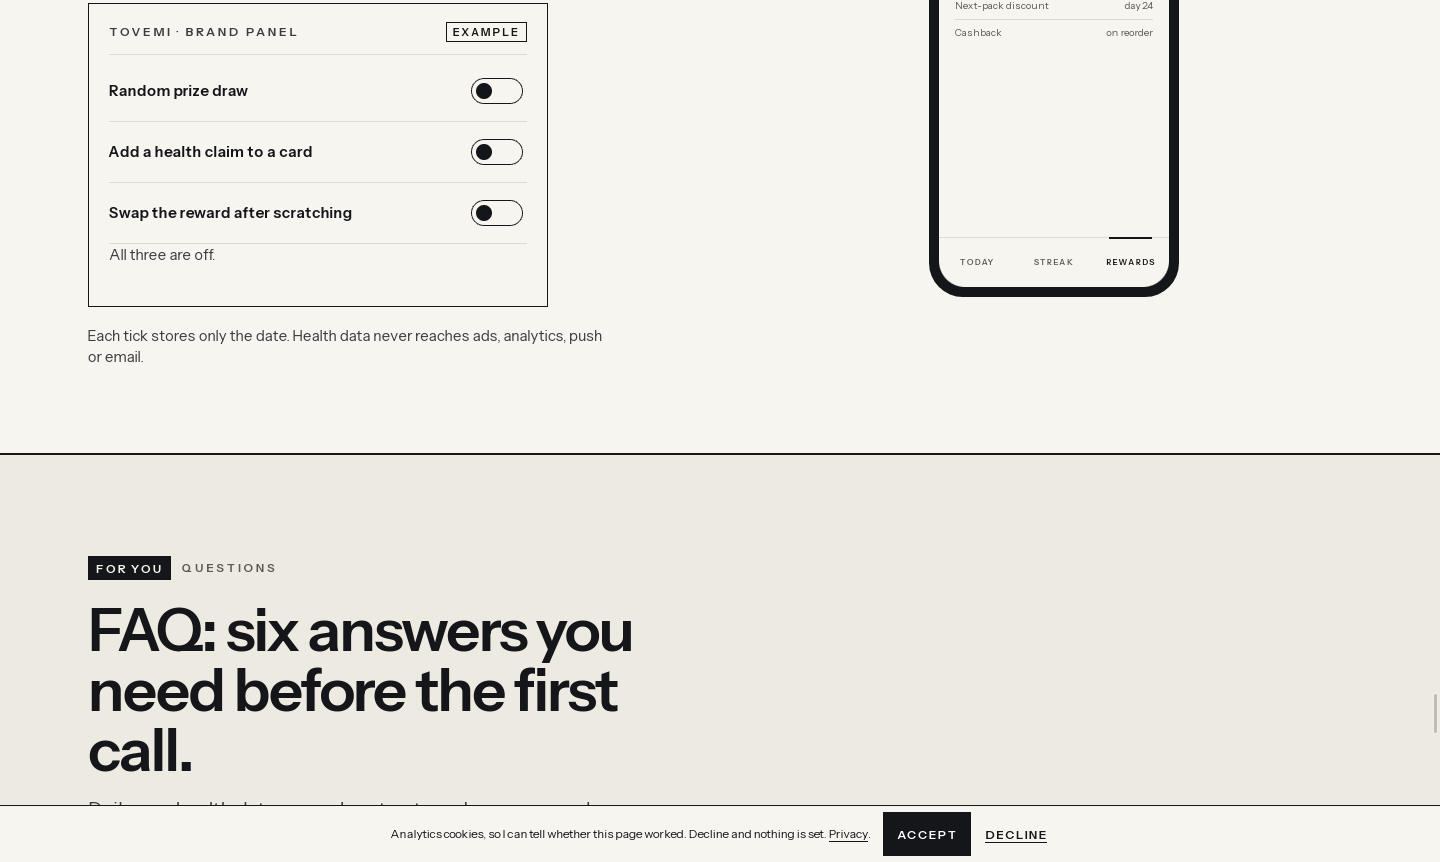 TOVEMI · BRAND PANEL
EXAMPLE
Random prize draw
Add a health claim to a card
Swap the reward after scratching
All three are off.
Each tick stores only the date. Health data never reaches ads, analytics, push
or email.
Next-pack discount
day 24
Cashback
on reorder
TODAY
STREAK
REWARDS
FOR YOU
QUESTIONS
FAQ: six answers you
need before the first
call.
Analytics cookies, so I can tell whether this page worked. Decline and nothing is set. Privacy.
ACCEPT
DECLINE